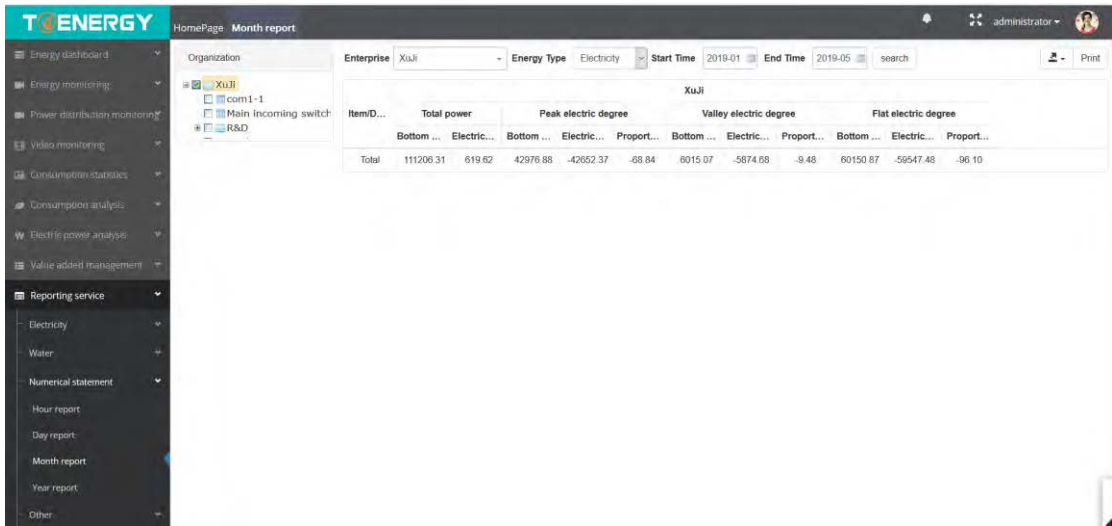 TOENERGY
HomePage Month report
administrator
Energy dashboard
Energy monitoring
Power distribution monitoring
Video monitoring
Consumption statistics
Consumption analysis
Electric power analysis
Value added management
Reporting service
Electricity
Water
Numerical statement
Hour report
Day report
Month report
Year report
Other
Organization
XuJi
com1-1
Main incoming switch
R&D
Enterprise XuJi Energy Type Electricity Start Time 2019-01 End Time 2019-05 search Print
XuJi
Item/D... Total power Peak electric degree Valley electric degree Flat electric degree
Bottom ... Electric... Bottom ... Electric... Proport... Bottom ... Electric... Proport... Bottom ... Electric... Proport...
Total 111206.31 619.62 42976.88 -42652.37 -68.84 6015.07 -5874.68 -9.48 60150.87 -59547.48 -96.10